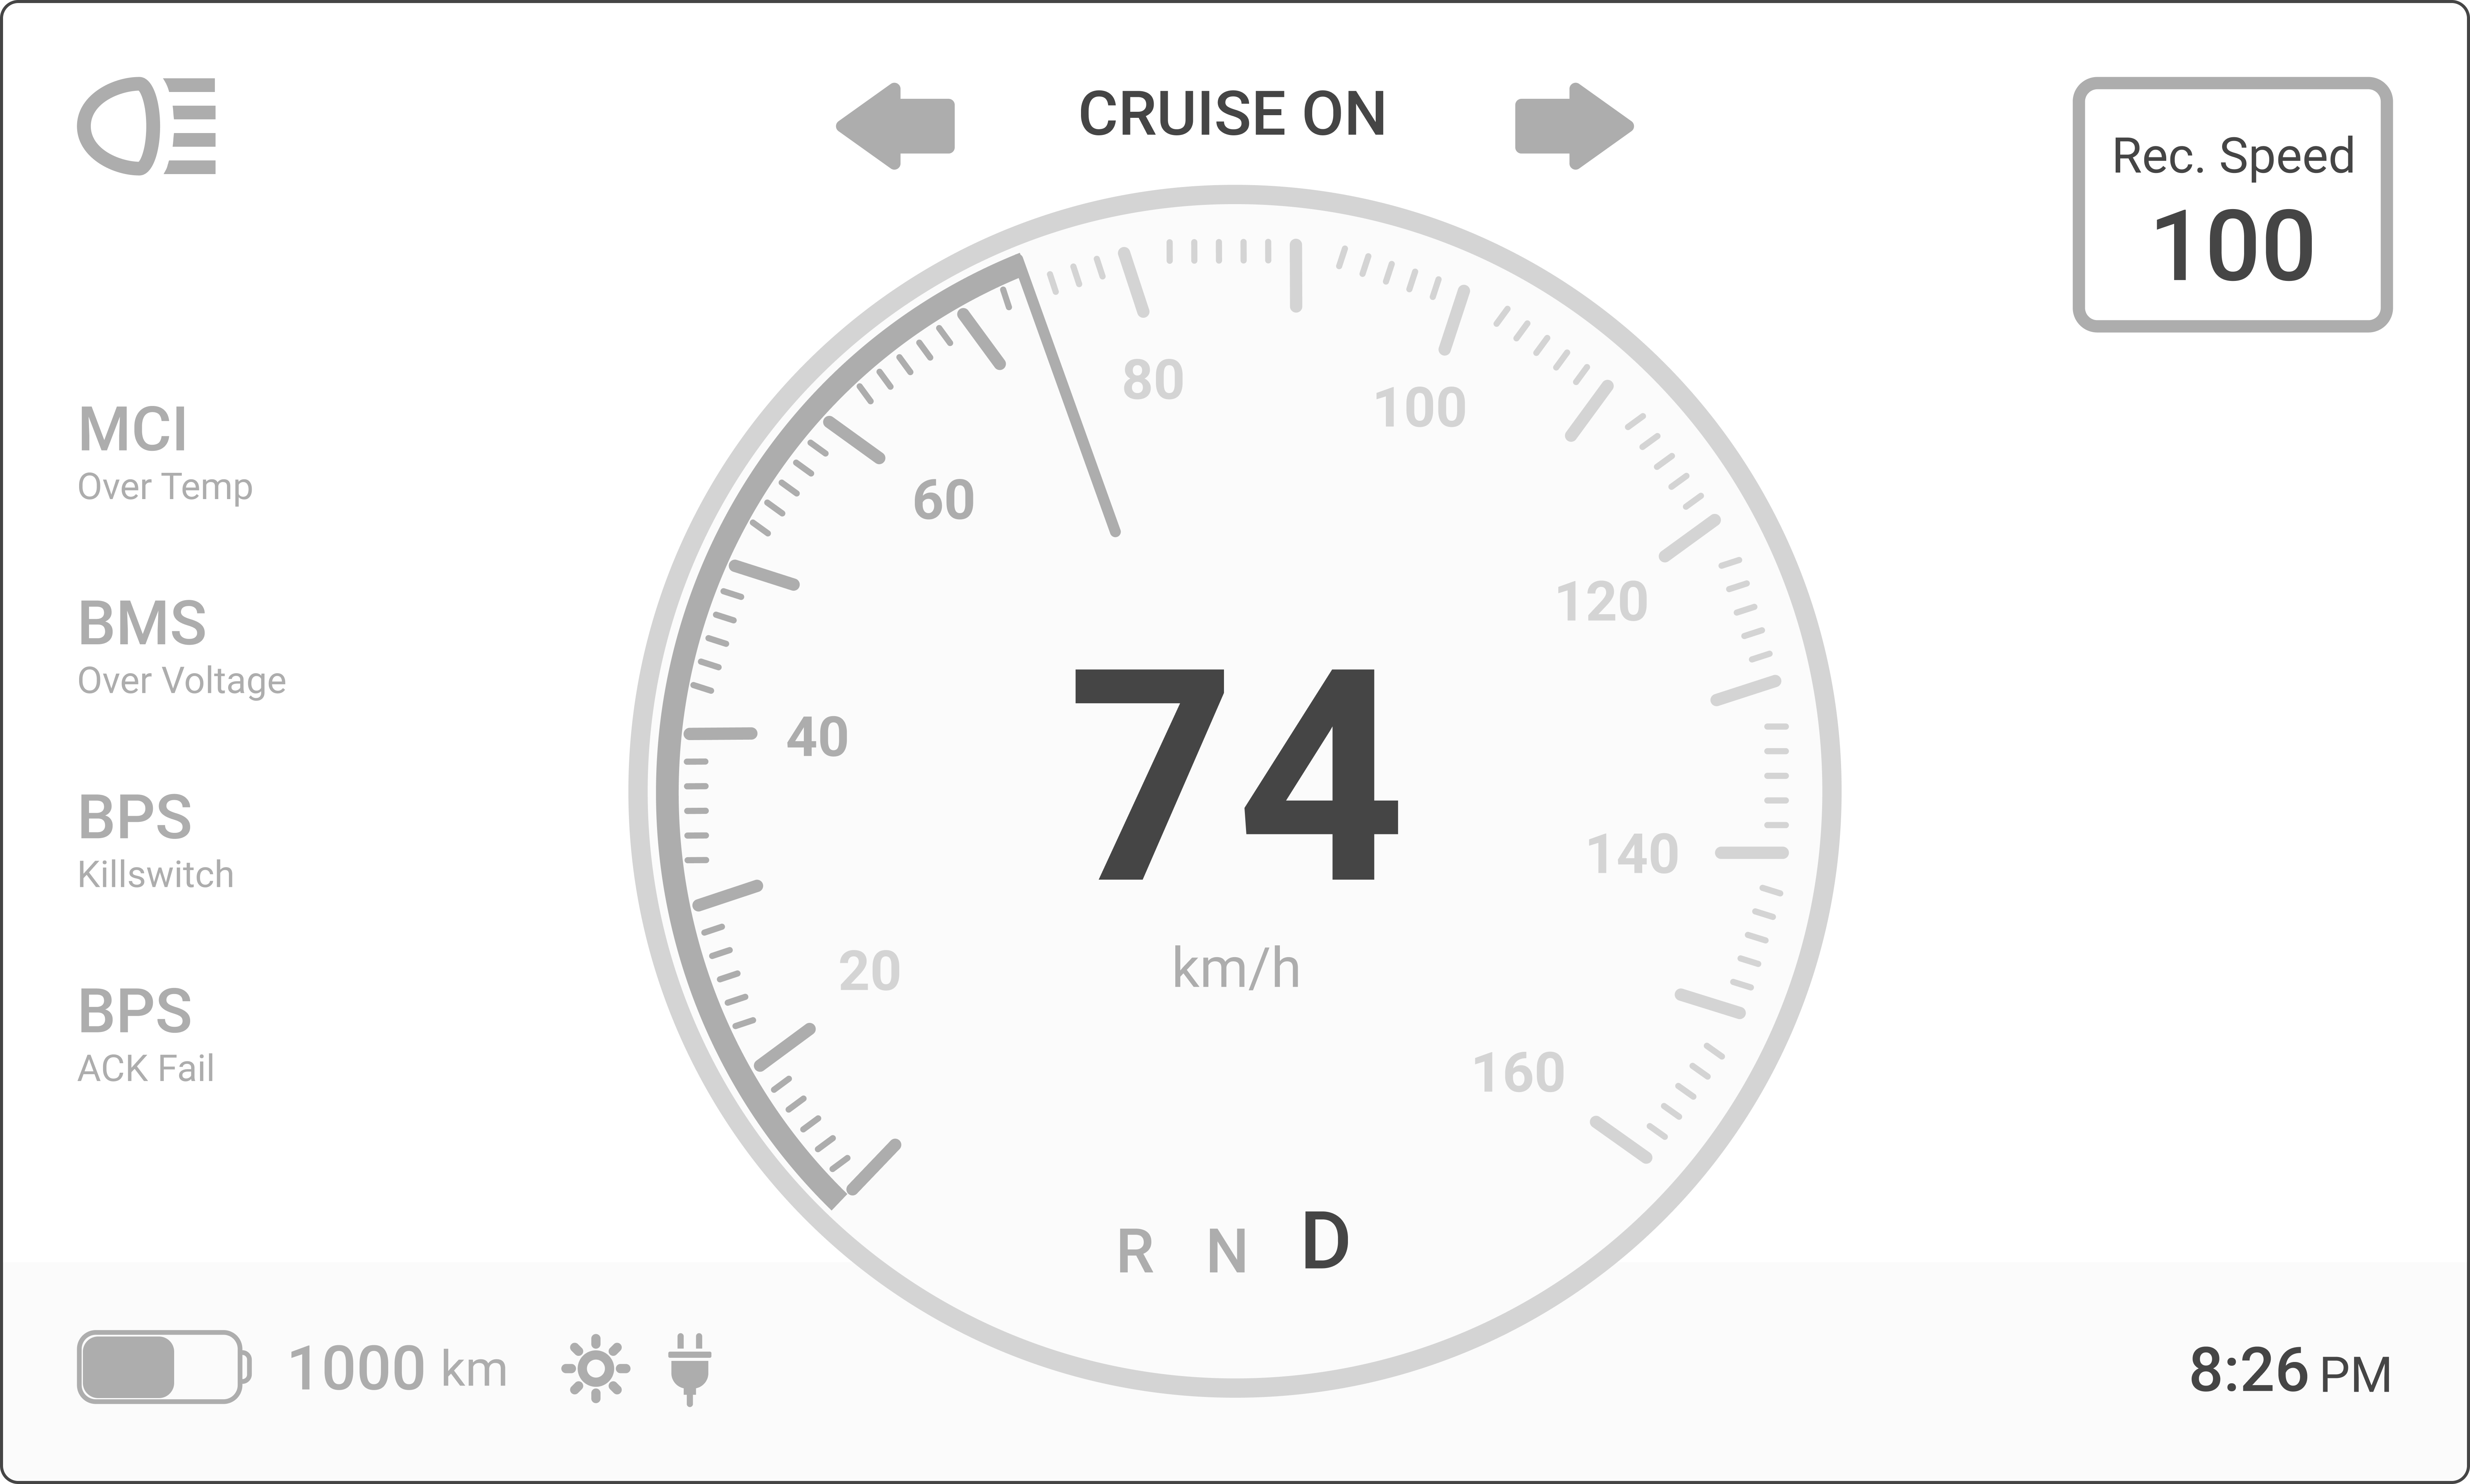 CRUISE ON
Rec. Speed
100
MCI
Over Temp
BMS
Over Voltage
BPS
Killswitch
BPS
ACK Fail
20
40
60
80
100
120
140
160
74
km/h
R N D
1000 km
8:26 PM